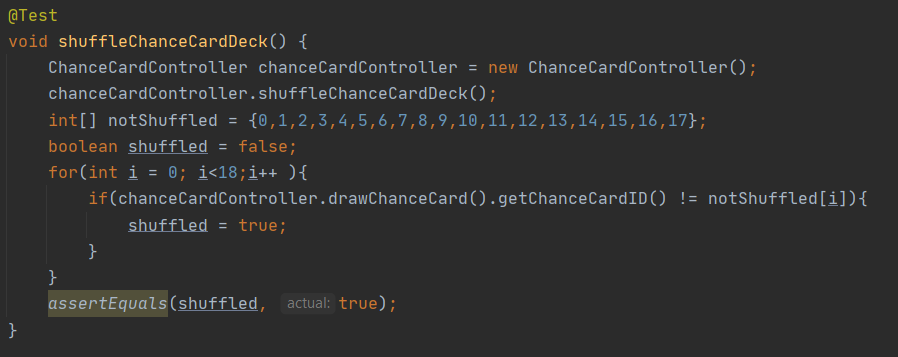 @Test
void shuffleChanceCardDeck() {
ChanceCardController chanceCardController = new ChanceCardController();
chanceCardController.shuffleChanceCardDeck();
int[] notShuffled = {0,1,2,3,4,5,6,7,8,9,10,11,12,13,14,15,16,17};
boolean shuffled = false;
for(int i = 0; i<18;i++ ){
if(chanceCardController.drawChanceCard().getChanceCardID() != notShuffled[i]){
shuffled = true;
}
}
assertEquals(shuffled, actual: true);
}